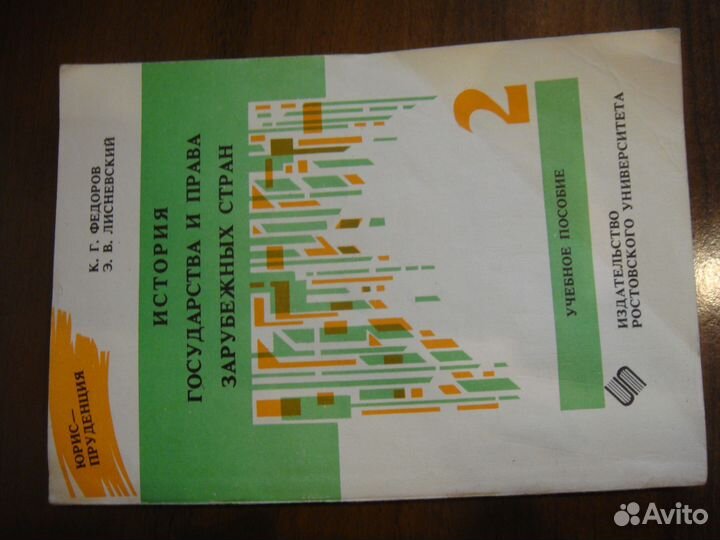 ЮРИС—
ПРУДЕНЦИЯ
К. Г. ФЕДОРОВ
Э. В. ЛИСНЕВСКИЙ
ИСТОРИЯ
ГОСУДАРСТВА И ПРАВА
ЗАРУБЕЖНЫХ СТРАН
2
УЧЕБНОЕ ПОСОБИЕ
ИЗДАТЕЛЬСТВО
РОСТОВСКОГО УНИВЕРСИТЕТА
Avito